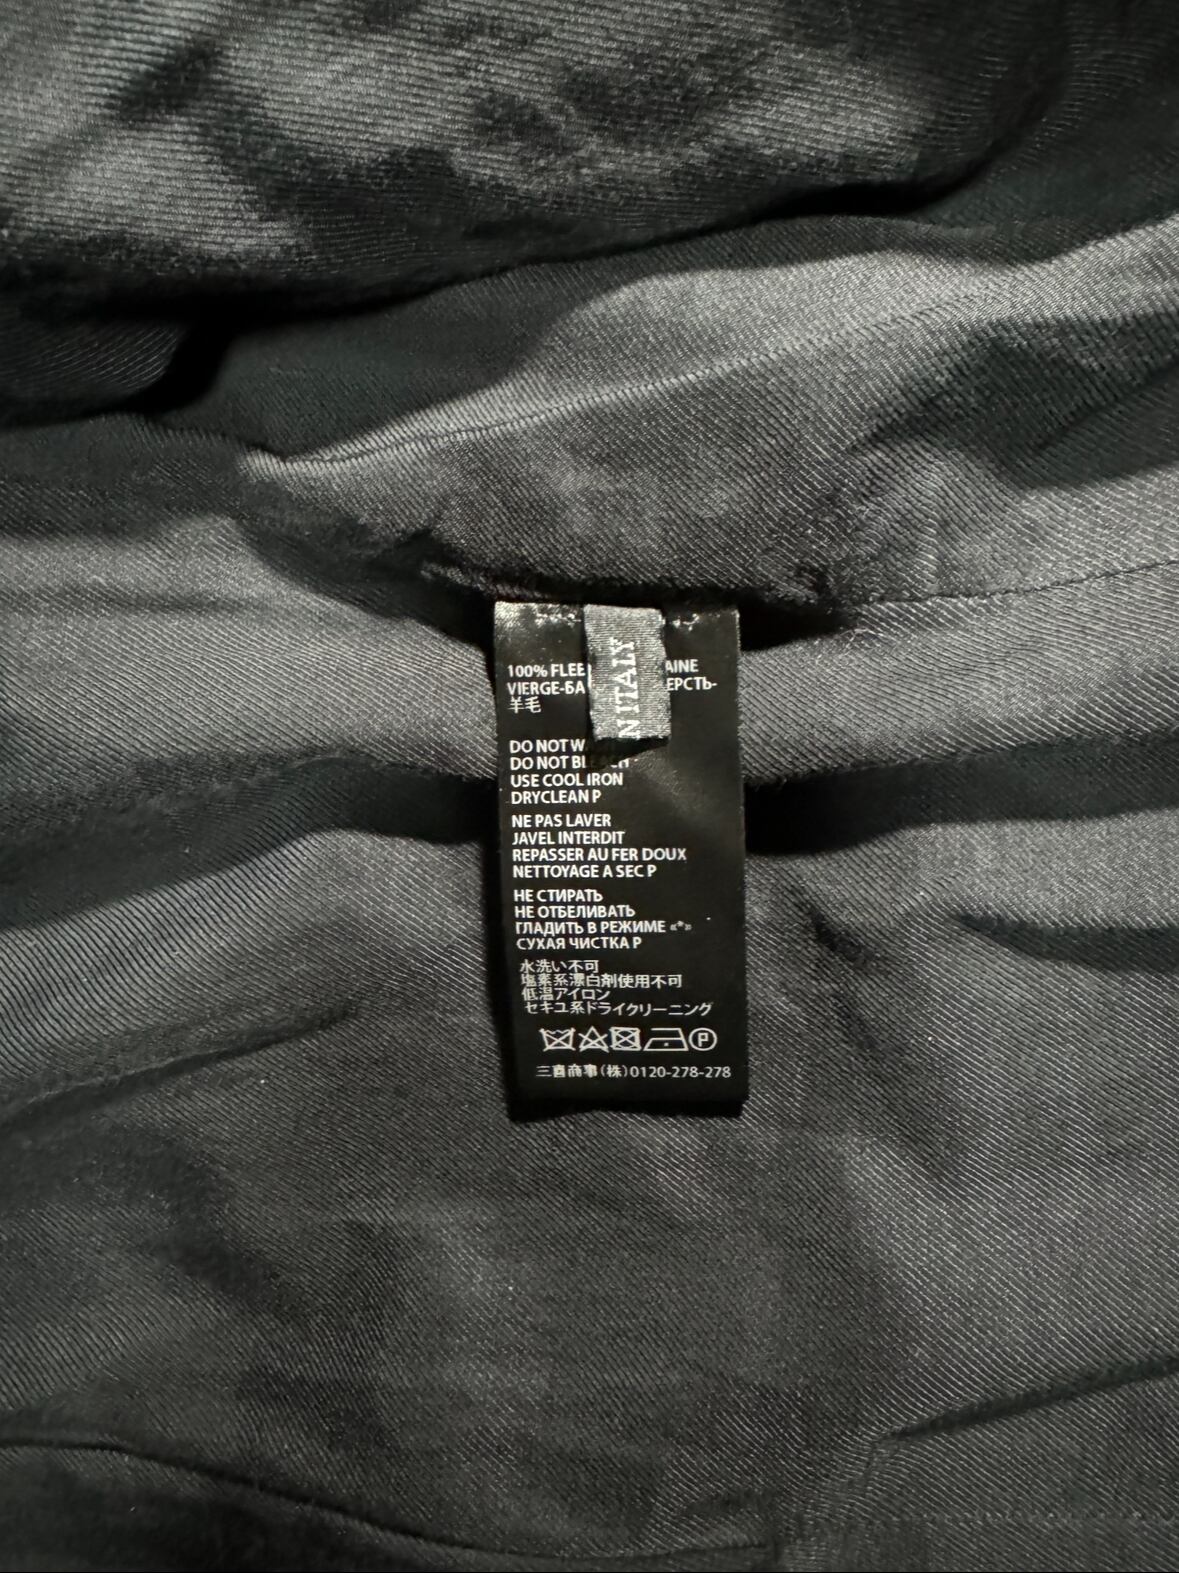 100% FLEE AINE
VIERGE-БА ЕРСТЬ-
羊毛
N ITALY
DO NOT W
DO NOT BLEACH
USE COOL IRON
DRYCLEAN P
NE PAS LAVER
JAVEL INTERDIT
REPASSER AU FER DOUX
NETTOYAGE A SEC P
НЕ СТИРАТЬ
НЕ ОТБЕЛИВАТЬ
ГЛАДИТЬ В РЕЖИМЕ «*»
СУХАЯ ЧИСТКА P
水洗い不可
塩素系漂白剤使用不可
低温アイロン
セキユ系ドライクリーニング
P
三喜商事(株)0120-278-278